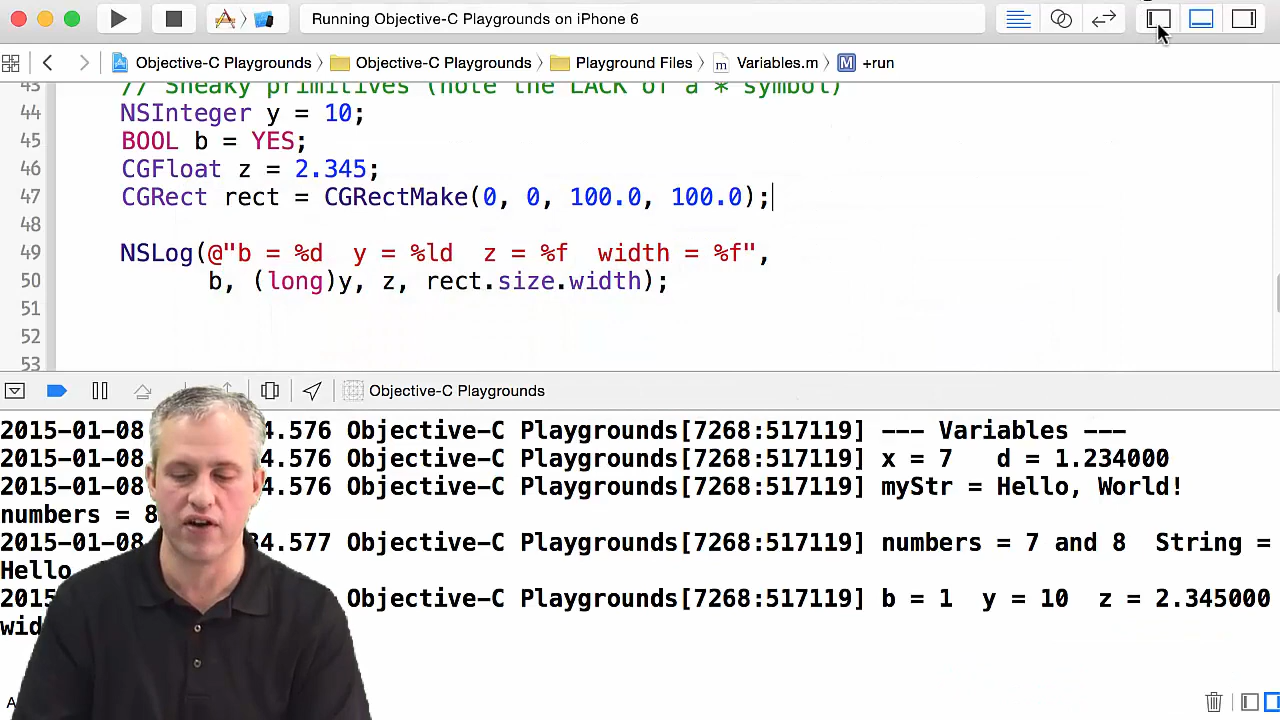 Running Objective-C Playgrounds on iPhone 6
Objective-C Playgrounds Objective-C Playgrounds Playground Files Variables.m M +run
43 // Sneaky primitives (note the LACK of a * symbol)
44 NSInteger y = 10;
45 BOOL b = YES;
46 CGFloat z = 2.345;
47 CGRect rect = CGRectMake(0, 0, 100.0, 100.0);
48
49 NSLog(@"b = %d  y = %ld  z = %f  width = %f",
50 b, (long)y, z, rect.size.width);
51
52
53
Objective-C Playgrounds
2015-01-08 4.576 Objective-C Playgrounds[7268:517119] --- Variables ---
2015-01-08 4.576 Objective-C Playgrounds[7268:517119] x = 7   d = 1.234000
2015-01-08 4.576 Objective-C Playgrounds[7268:517119] myStr = Hello, World!
numbers = 8
2015-01-08 34.577 Objective-C Playgrounds[7268:517119] numbers = 7 and 8  String =
Hello
2015 Objective-C Playgrounds[7268:517119] b = 1  y = 10  z = 2.345000
wid